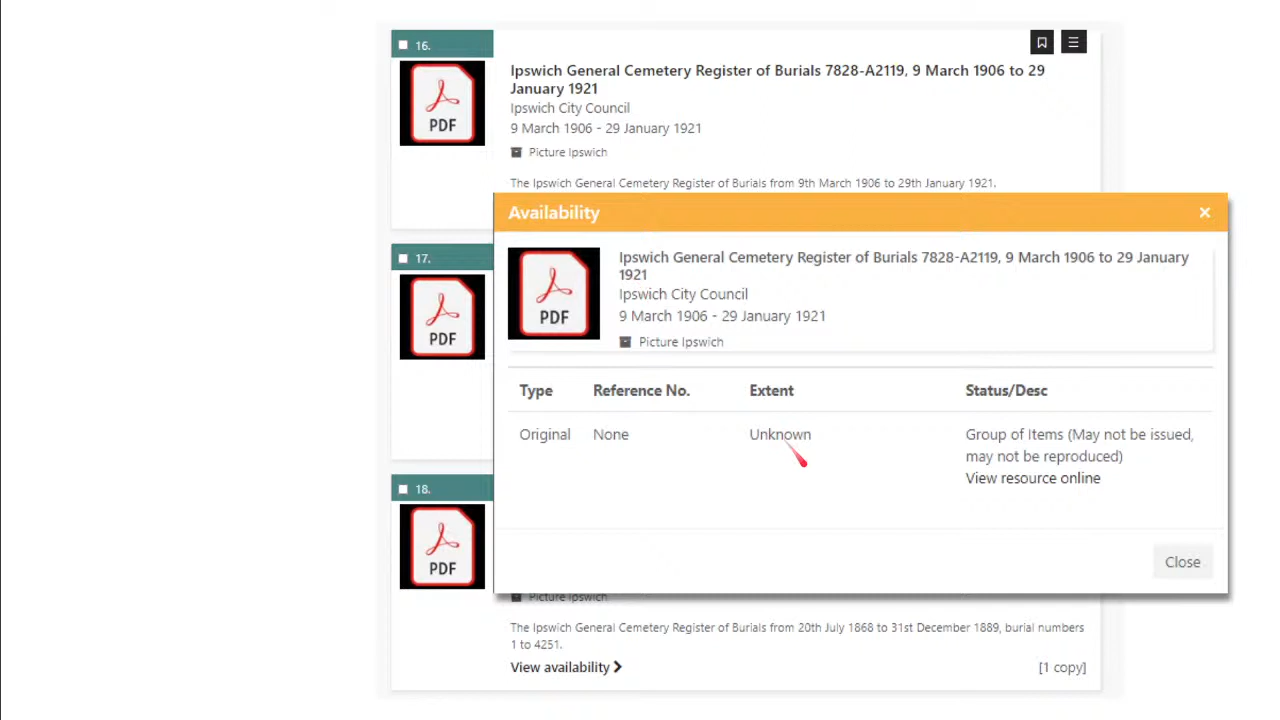 16.
PDF
Ipswich General Cemetery Register of Burials 7828-A2119, 9 March 1906 to 29
January 1921
Ipswich City Council
9 March 1906 - 29 January 1921
Picture Ipswich
The Ipswich General Cemetery Register of Burials from 9th March 1906 to 29th January 1921.
Availability
×
PDF
Ipswich General Cemetery Register of Burials 7828-A2119, 9 March 1906 to 29 January
1921
Ipswich City Council
9 March 1906 - 29 January 1921
Picture Ipswich
Type Reference No. Extent Status/Desc
Original None Unknown Group of Items (May not be issued,
may not be reproduced)
View resource online
Close
17.
PDF
18.
PDF
Picture Ipswich
The Ipswich General Cemetery Register of Burials from 20th July 1868 to 31st December 1889, burial numbers
1 to 4251.
View availability [1 copy]